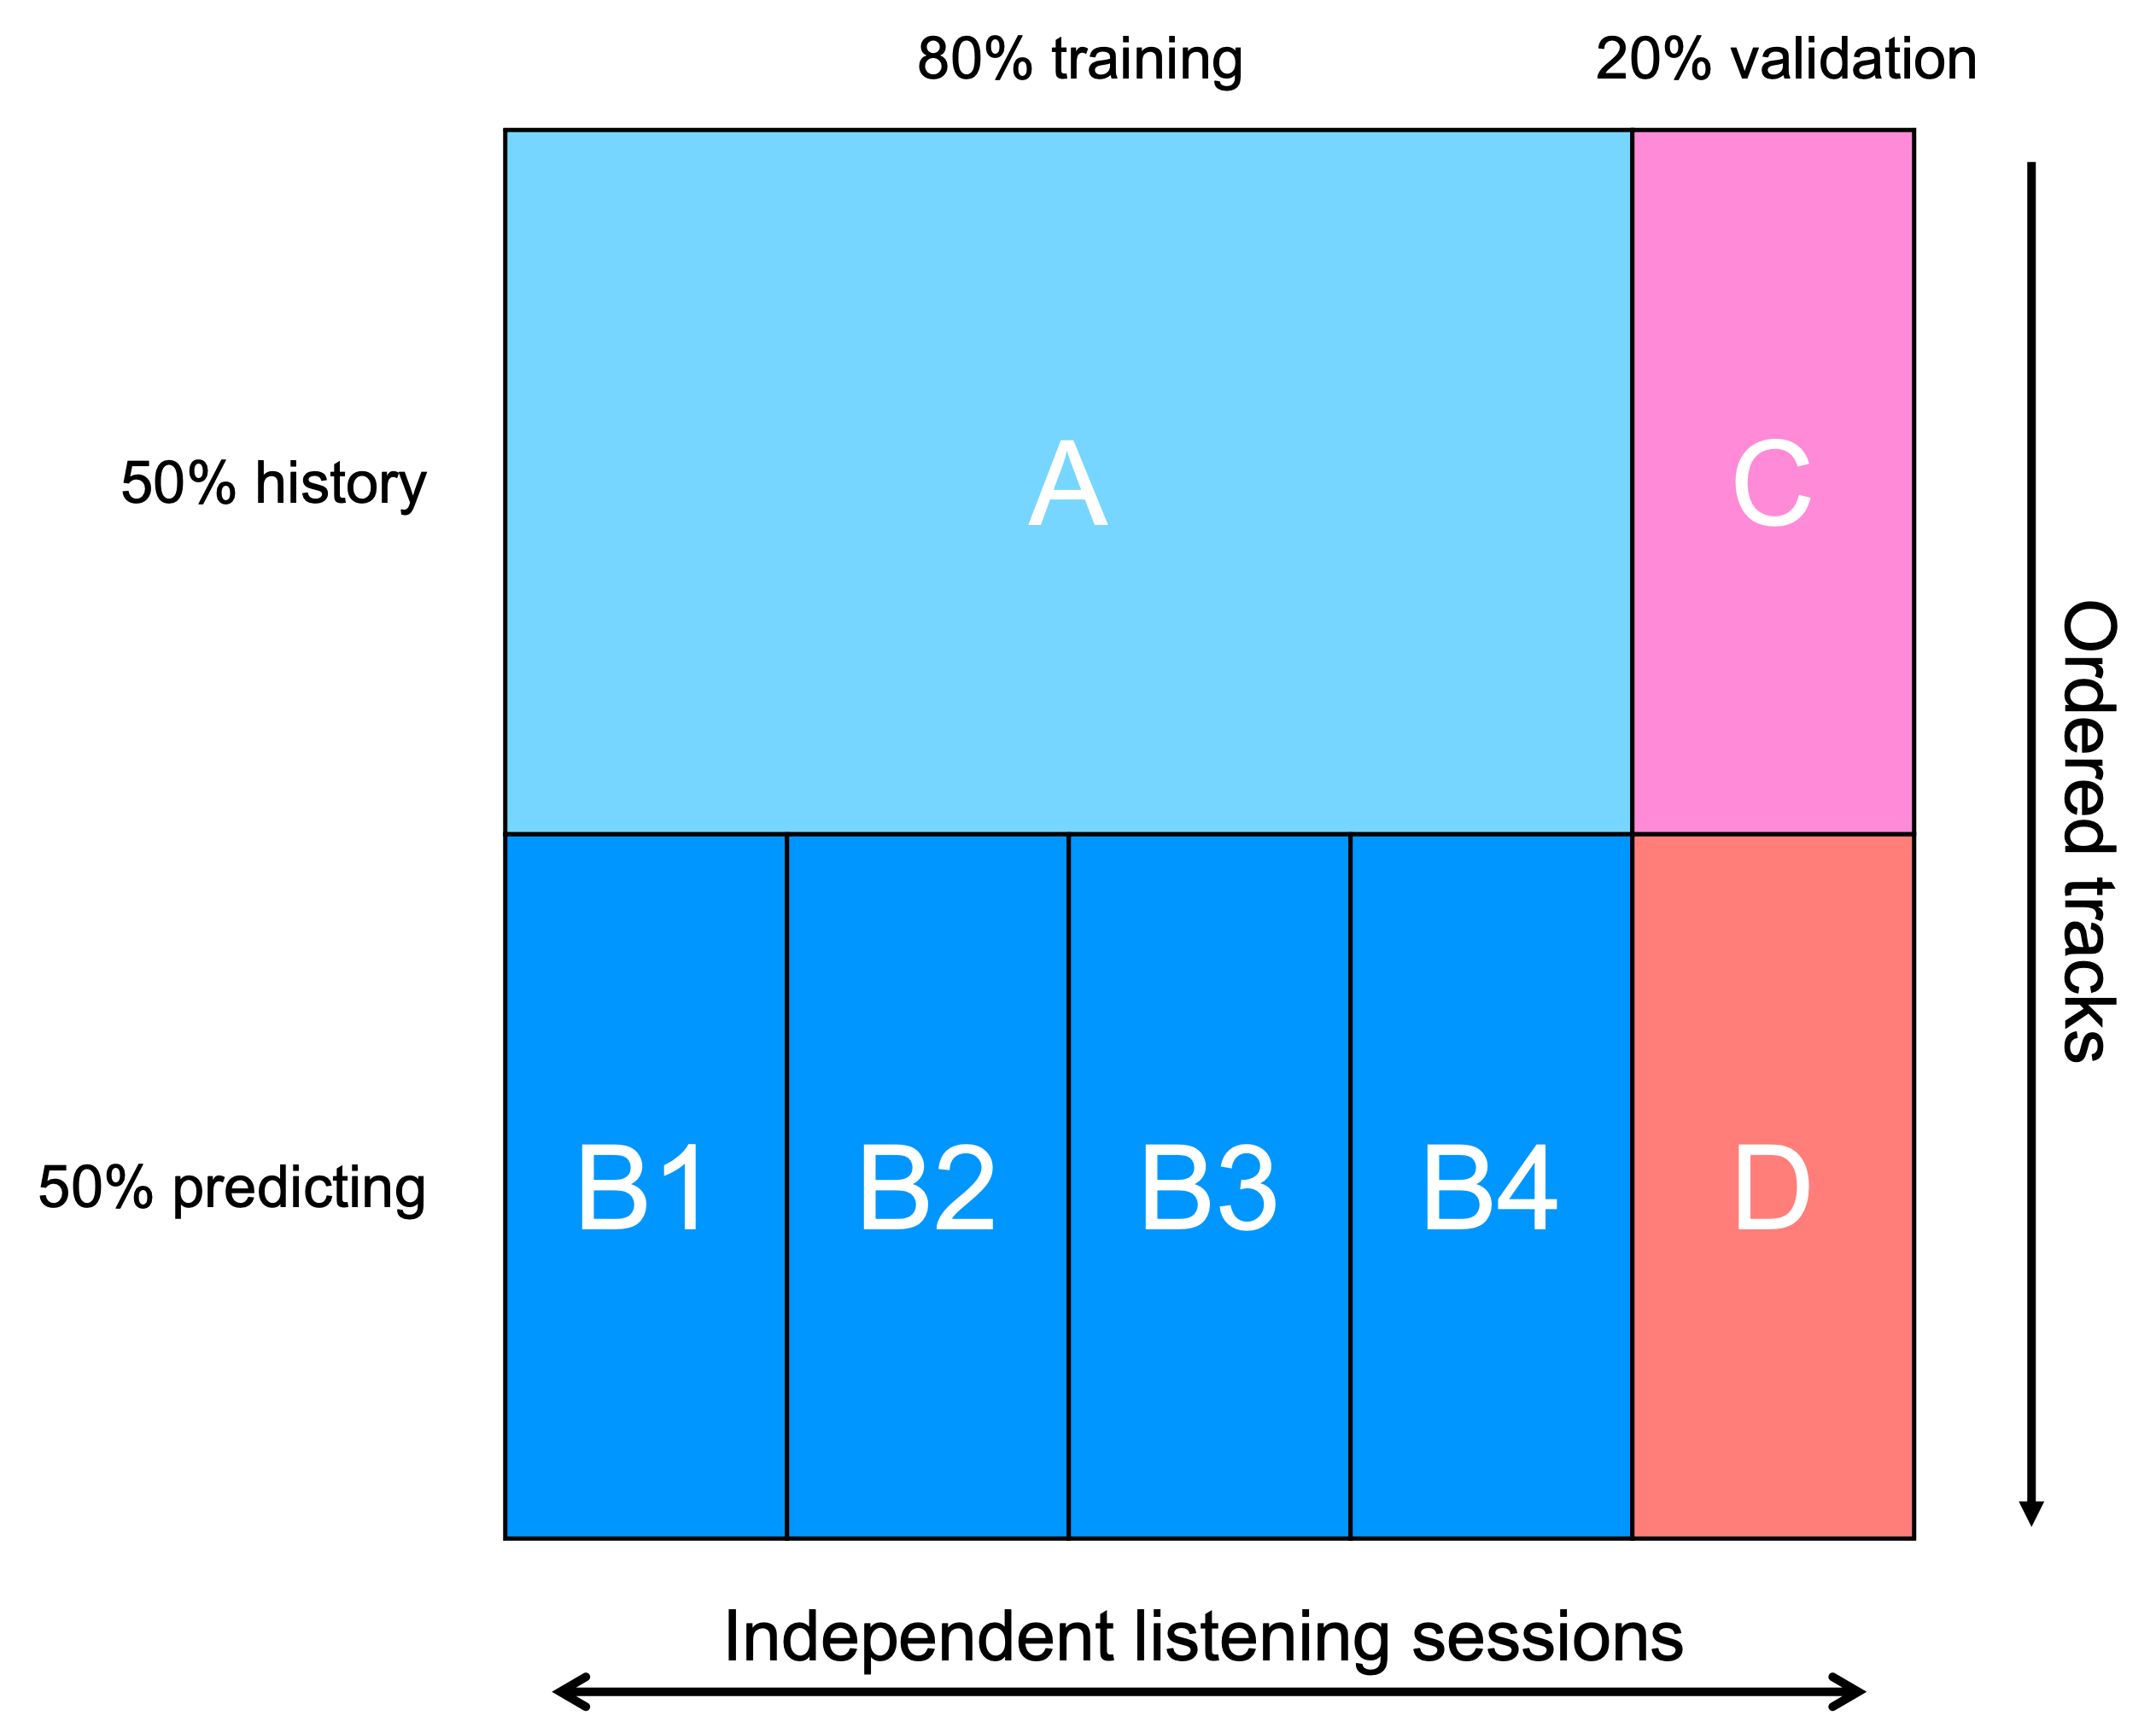 80% training
20% validation
A
C
50% history
Ordered tracks
50% predicting
B1
B2
B3
B4
D
Independent listening sessions